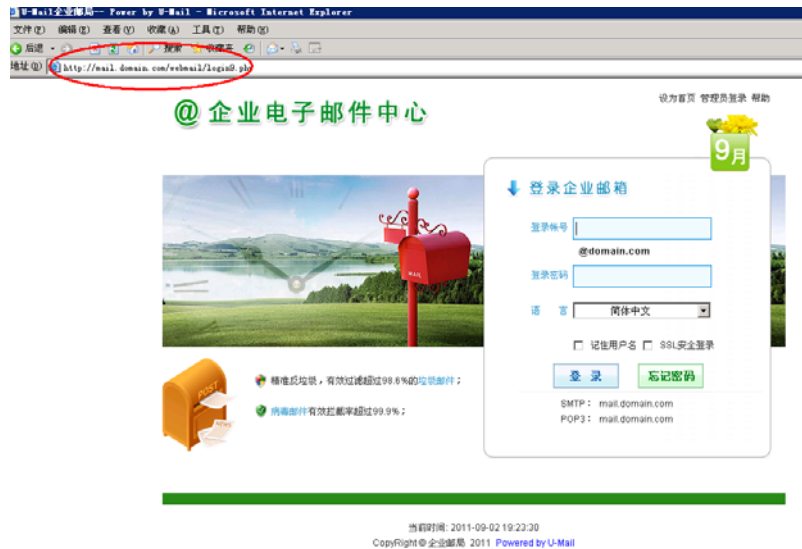 U-Mail企业邮局-- Power by U-Mail - Microsoft Internet Explorer
文件(F) 编辑(E) 查看(V) 收藏(A) 工具(T) 帮助(H)
后退 搜索 收藏夹
地址(D) http://mail.domain.com/webmail/login9.php
@企业电子邮件中心
设为首页 管理员登录 帮助
9月
登录企业邮箱
登录帐号
@domain.com
登录密码
语 言 简体中文
记住用户名 SSL安全登录
登 录 忘记密码
SMTP： mail.domain.com
POP3： mail.domain.com
MAIL
POST
NEWS
精准反垃圾，有效过滤超过98.6%的垃圾邮件；
病毒邮件有效拦截率超过99.9%；
当前时间: 2011-09-02 19:23:30
CopyRight © 企业邮局 2011 Powered by U-Mail